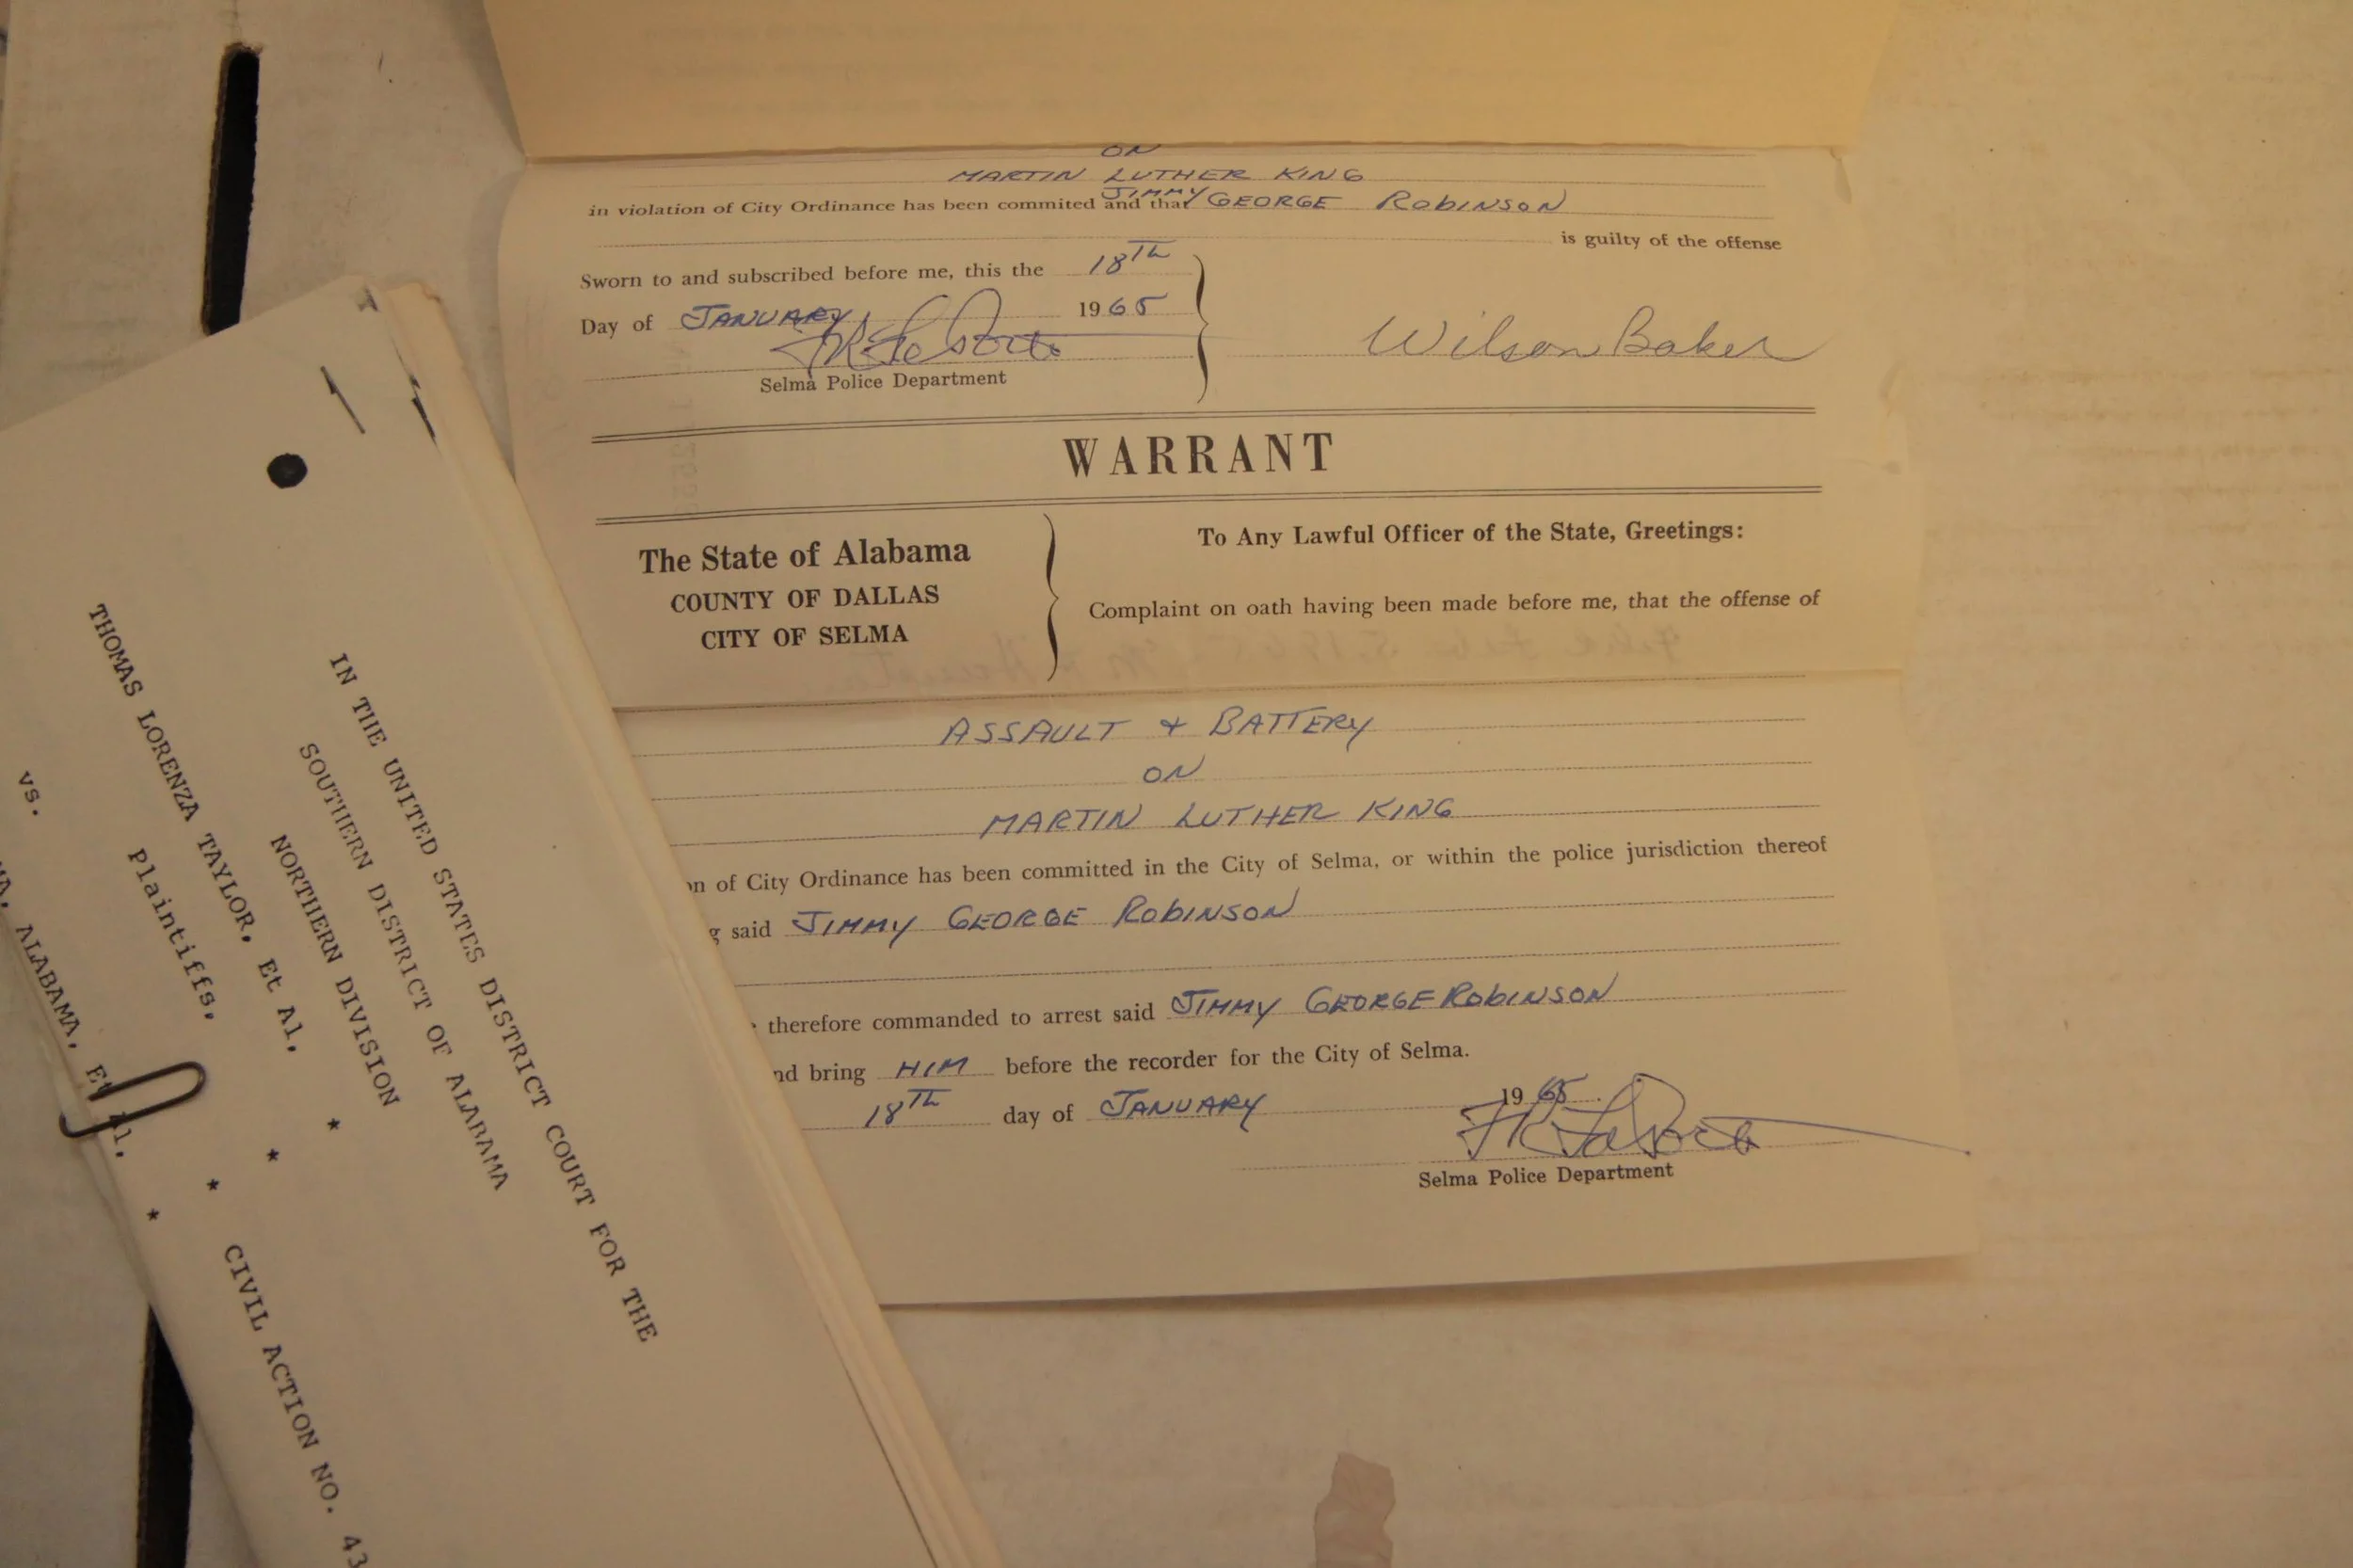 ON
MARTIN LUTHER KING
in violation of City Ordinance has been commited and that JIMMY GEORGE ROBINSON
is guilty of the offense
Sworn to and subscribed before me, this the 18TH
Day of JANUARY 1965
Selma Police Department
Wilson Baker
WARRANT
The State of Alabama
COUNTY OF DALLAS
CITY OF SELMA
To Any Lawful Officer of the State, Greetings:
Complaint on oath having been made before me, that the offense of
ASSAULT & BATTERY
ON
MARTIN LUTHER KING
of City Ordinance has been committed in the City of Selma, or within the police jurisdiction thereof
said JIMMY GEORGE ROBINSON
therefore commanded to arrest said JIMMY GEORGE ROBINSON
bring HIM before the recorder for the City of Selma.
18TH day of JANUARY 1965.
Selma Police Department
IN THE UNITED STATES DISTRICT COURT FOR THE
SOUTHERN DISTRICT OF ALABAMA
NORTHERN DIVISION
THOMAS LORENZA TAYLOR, Et Al, *
Plaintiffs, *
vs. * CIVIL ACTION NO. 43
ALABAMA, Et Al, *